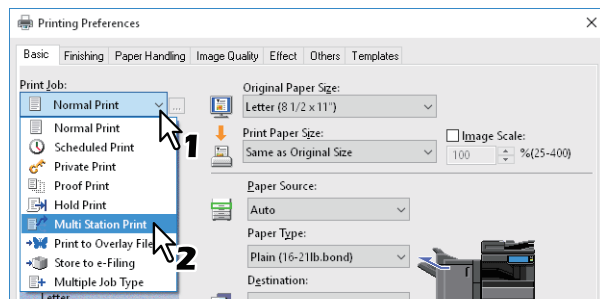 Printing Preferences
Basic Finishing Paper Handling Image Quality Effect Others Templates
Print Job:
Normal Print
...
1
Normal Print
Scheduled Print
Private Print
Proof Print
Hold Print
Multi Station Print
2
Print to Overlay File
Store to e-Filing
Multiple Job Type
Letter
Original Paper Size:
Letter (8 1/2 x 11")
Print Paper Size:
Same as Original Size
Image Scale:
100 %(25-400)
Paper Source:
Auto
Paper Type:
Plain (16-21lb.bond)
Destination: